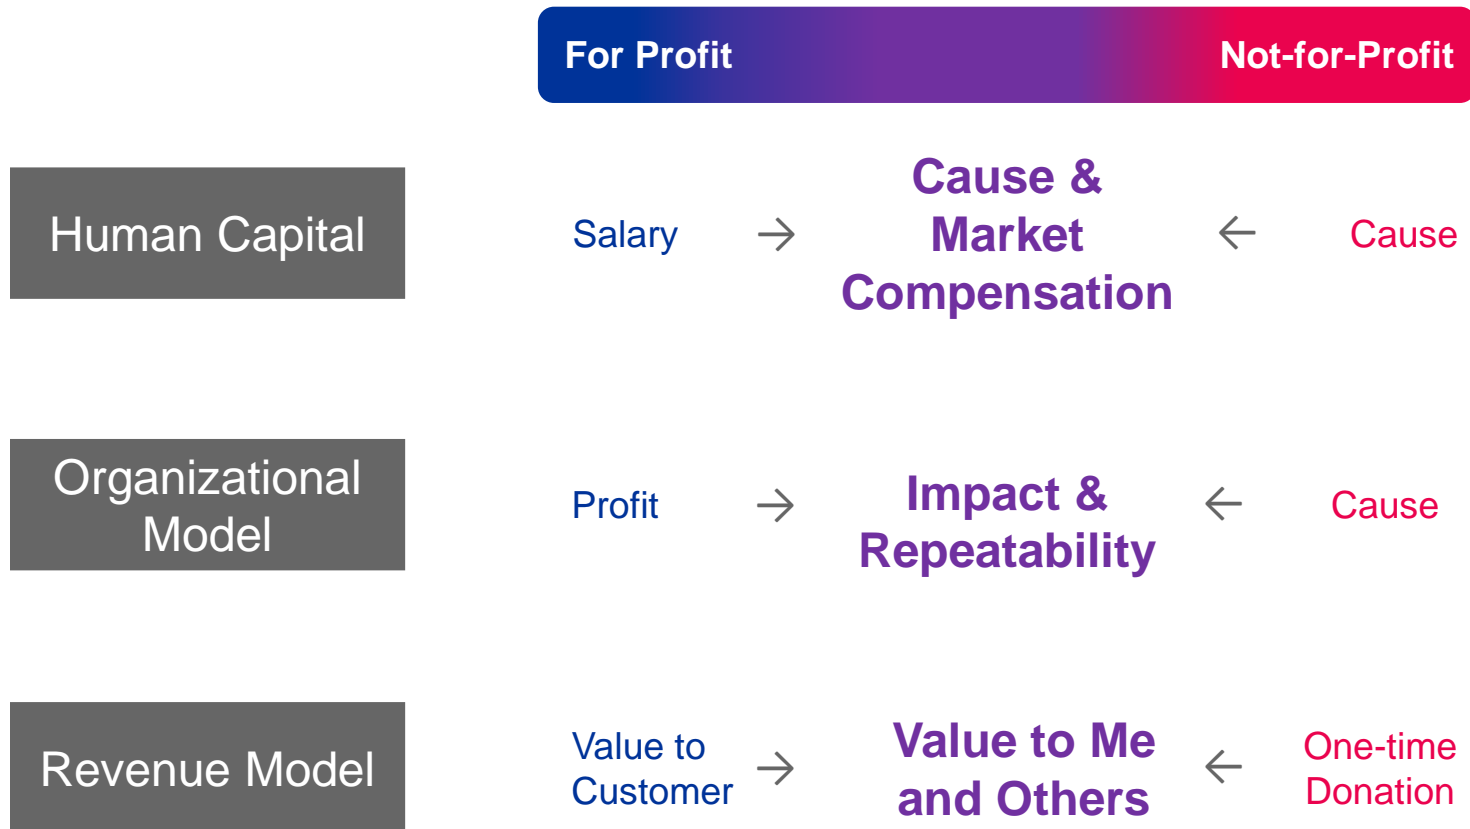 For Profit
Not-for-Profit
Human Capital
Salary
Cause &
Market
Compensation
Cause
Organizational
Model
Profit
Impact &
Repeatability
Cause
Revenue Model
Value to
Customer
Value to Me
and Others
One-time
Donation